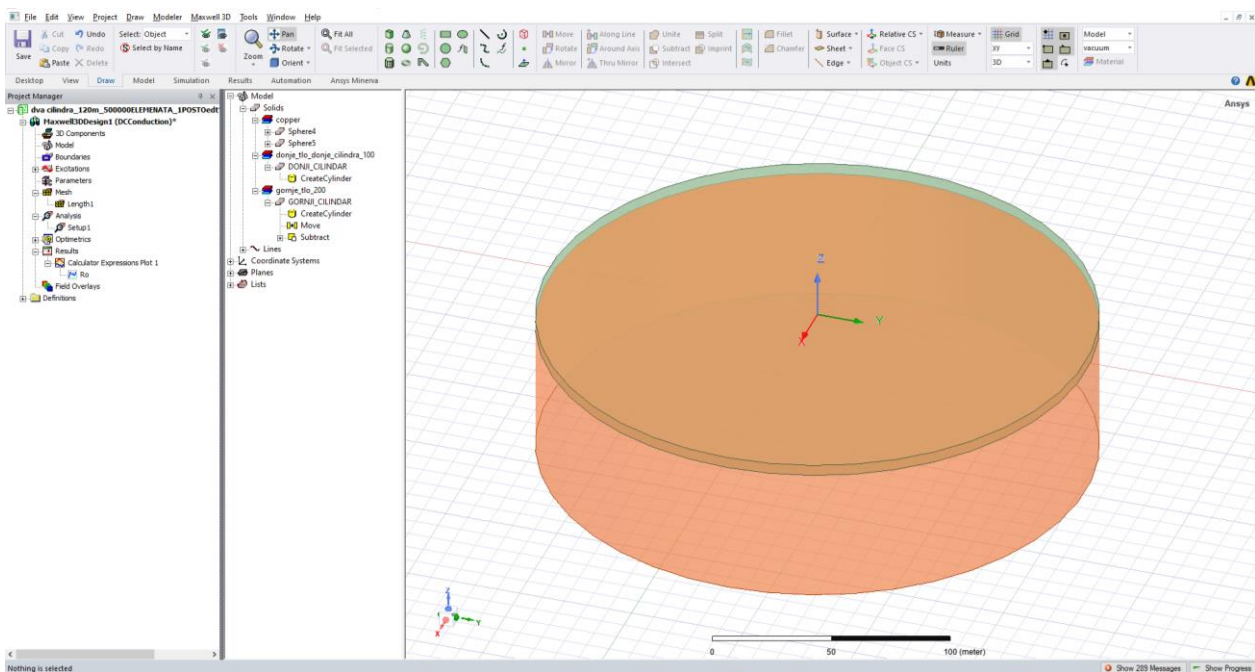 File Edit View Project Draw Modeler Maxwell 3D Tools Window Help
Save
Cut Undo
Copy Redo
Paste Delete
Select: Object
Select by Name
Zoom
Pan
Rotate
Orient
Fit All
Fit Selected
Move Along Line Unite Split
Rotate Around Axis Subtract Imprint
Mirror Thru Mirror Intersect
Fillet
Chamfer
Surface
Sheet
Edge
Relative CS
Face CS
Object CS
Measure
Ruler
Units
Grid
XY
3D
Model
vacuum
Material
Desktop View Draw Model Simulation Results Automation Ansys Minerva
Project Manager
dva cilindra_120m_500000ELEMENATA_1POSTOedt
Maxwell3DDesign1 (DCConduction)*
3D Components
Model
Boundaries
Excitations
Parameters
Mesh
Length1
Analysis
Setup1
Optimetrics
Results
Calculator Expressions Plot 1
Ro
Field Overlays
Definitions
Model
Solids
copper
Sphere4
Sphere5
donje_tlo_donje_cilindra_100
DONJI_CILINDAR
CreateCylinder
gornje_tlo_200
GORNJI_CILINDAR
CreateCylinder
Move
Subtract
Lines
Coordinate Systems
Planes
Lists
Ansys
Z
Y
X
Z
Y
X
0 50 100 (meter)
Nothing is selected
Show 289 Messages Show Progress